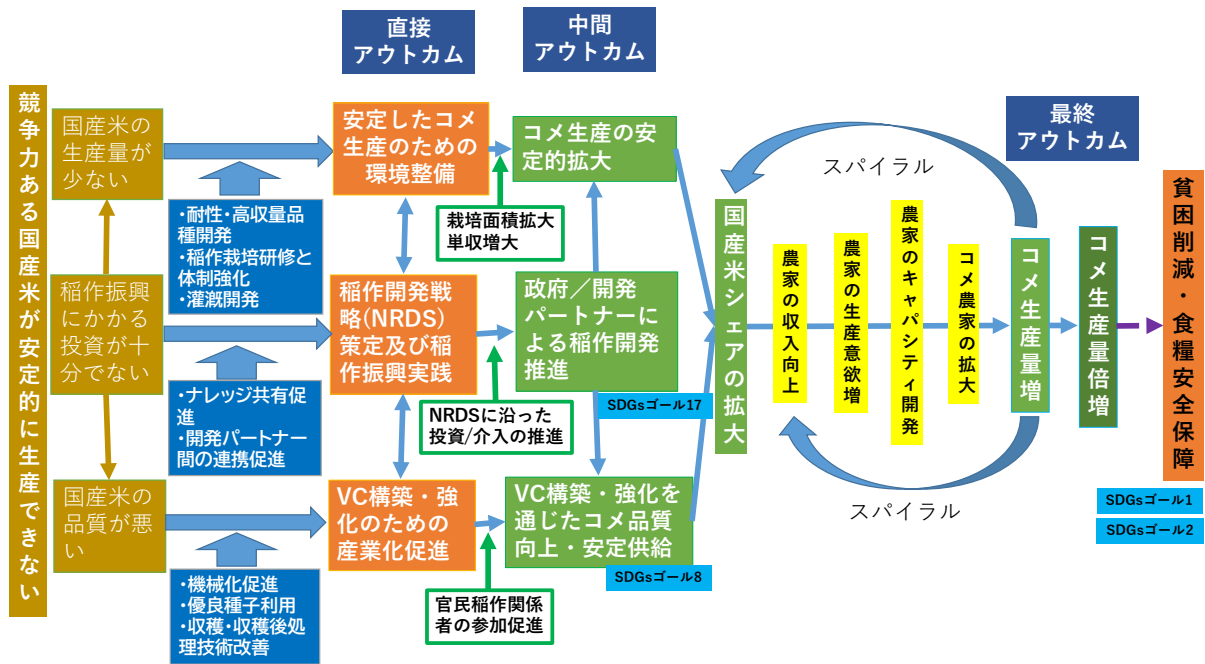 直接
アウトカム
中間
アウトカム
最終
アウトカム
競争力ある国産米が安定的に生産できない
国産米の
生産量が
少ない
稲作振興
にかかる
投資が十
分でない
国産米の
品質が悪
い
・耐性・高収量品
種開発
・稲作栽培研修と
体制強化
・灌漑開発
・ナレッジ共有促
進
・開発パートナー
間の連携促進
・機械化促進
・優良種子利用
・収穫・収穫後処
理技術改善
安定したコメ
生産のための
環境整備
稲作開発戦
略(NRDS)
策定及び稲
作振興実践
VC構築・強
化のための
産業化促進
栽培面積拡大
単収増大
NRDSに沿った
投資/介入の推進
官民稲作関係
者の参加促進
コメ生産の安
定的拡大
政府／開発
パートナーに
よる稲作開発
推進
SDGsゴール17
VC構築・強化を
通じたコメ品質
向上・安定供給
SDGsゴール8
国産米シェアの拡大
スパイラル
農家の収入向上
農家の生産意欲増
農家のキャパシティ開発
コメ農家の拡大
スパイラル
コメ生産量増
コメ生産量倍増
貧困削減・食糧安全保障
SDGsゴール1
SDGsゴール2